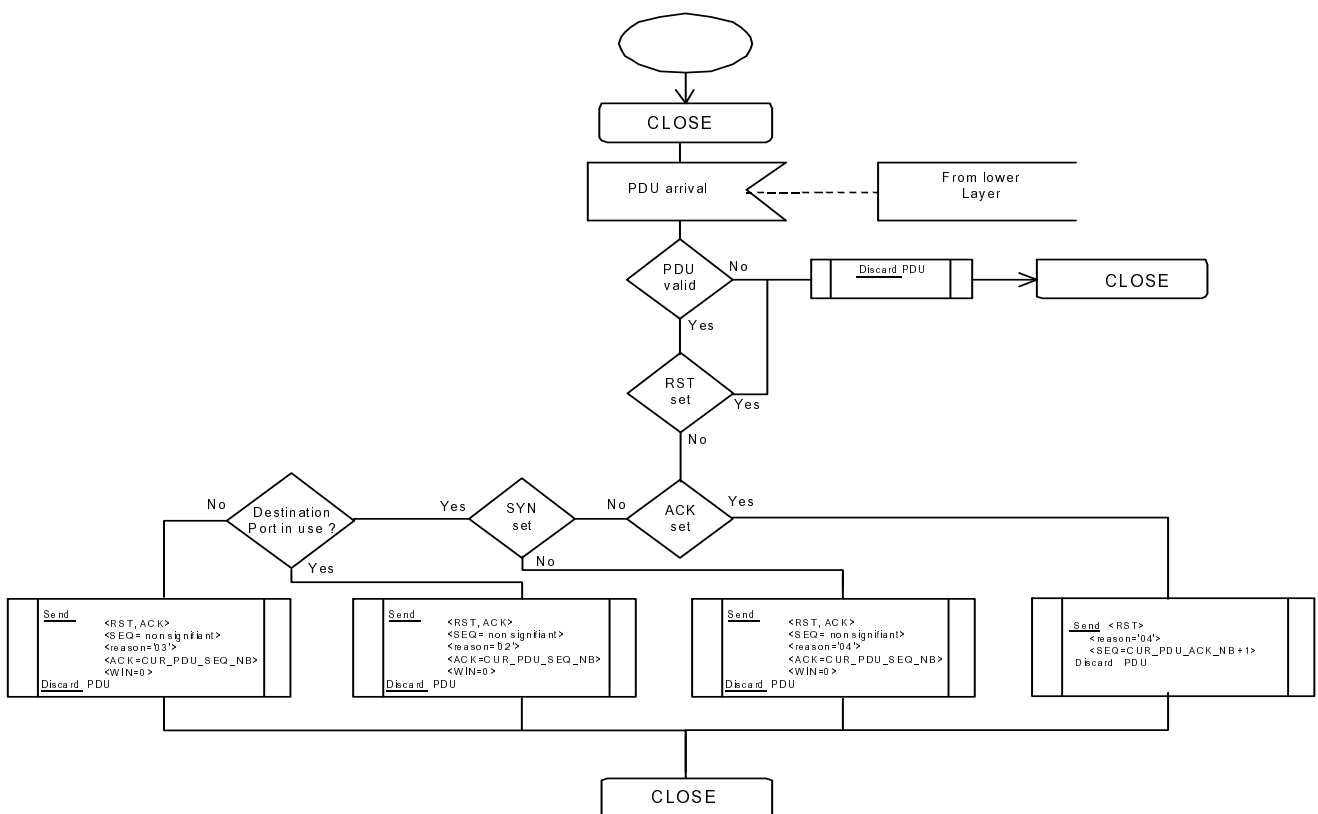 CLOSE
PDU arrival
From lower
Layer
PDU
valid
No
Discard PDU
CLOSE
Yes
RST
set
Yes
No
No
Destination
Port in use ?
Yes
Yes
SYN
set
No
No
ACK
set
Yes
Send
<RST, ACK>
<SEQ= non signifiant>
<reason='03'>
<ACK=CUR_PDU_SEQ_NB>
<WIN=0>
Discard PDU
Send
<RST, ACK>
<SEQ= non signifiant>
<reason='02'>
<ACK=CUR_PDU_SEQ_NB>
<WIN=0>
Discard PDU
Send
<RST, ACK>
<SEQ= non signifiant>
<reason='04'>
<ACK=CUR_PDU_SEQ_NB>
<WIN=0>
Discard PDU
Send <RST>
<reason='04'>
<SEQ=CUR_PDU_ACK_NB+1>
Discard PDU
CLOSE